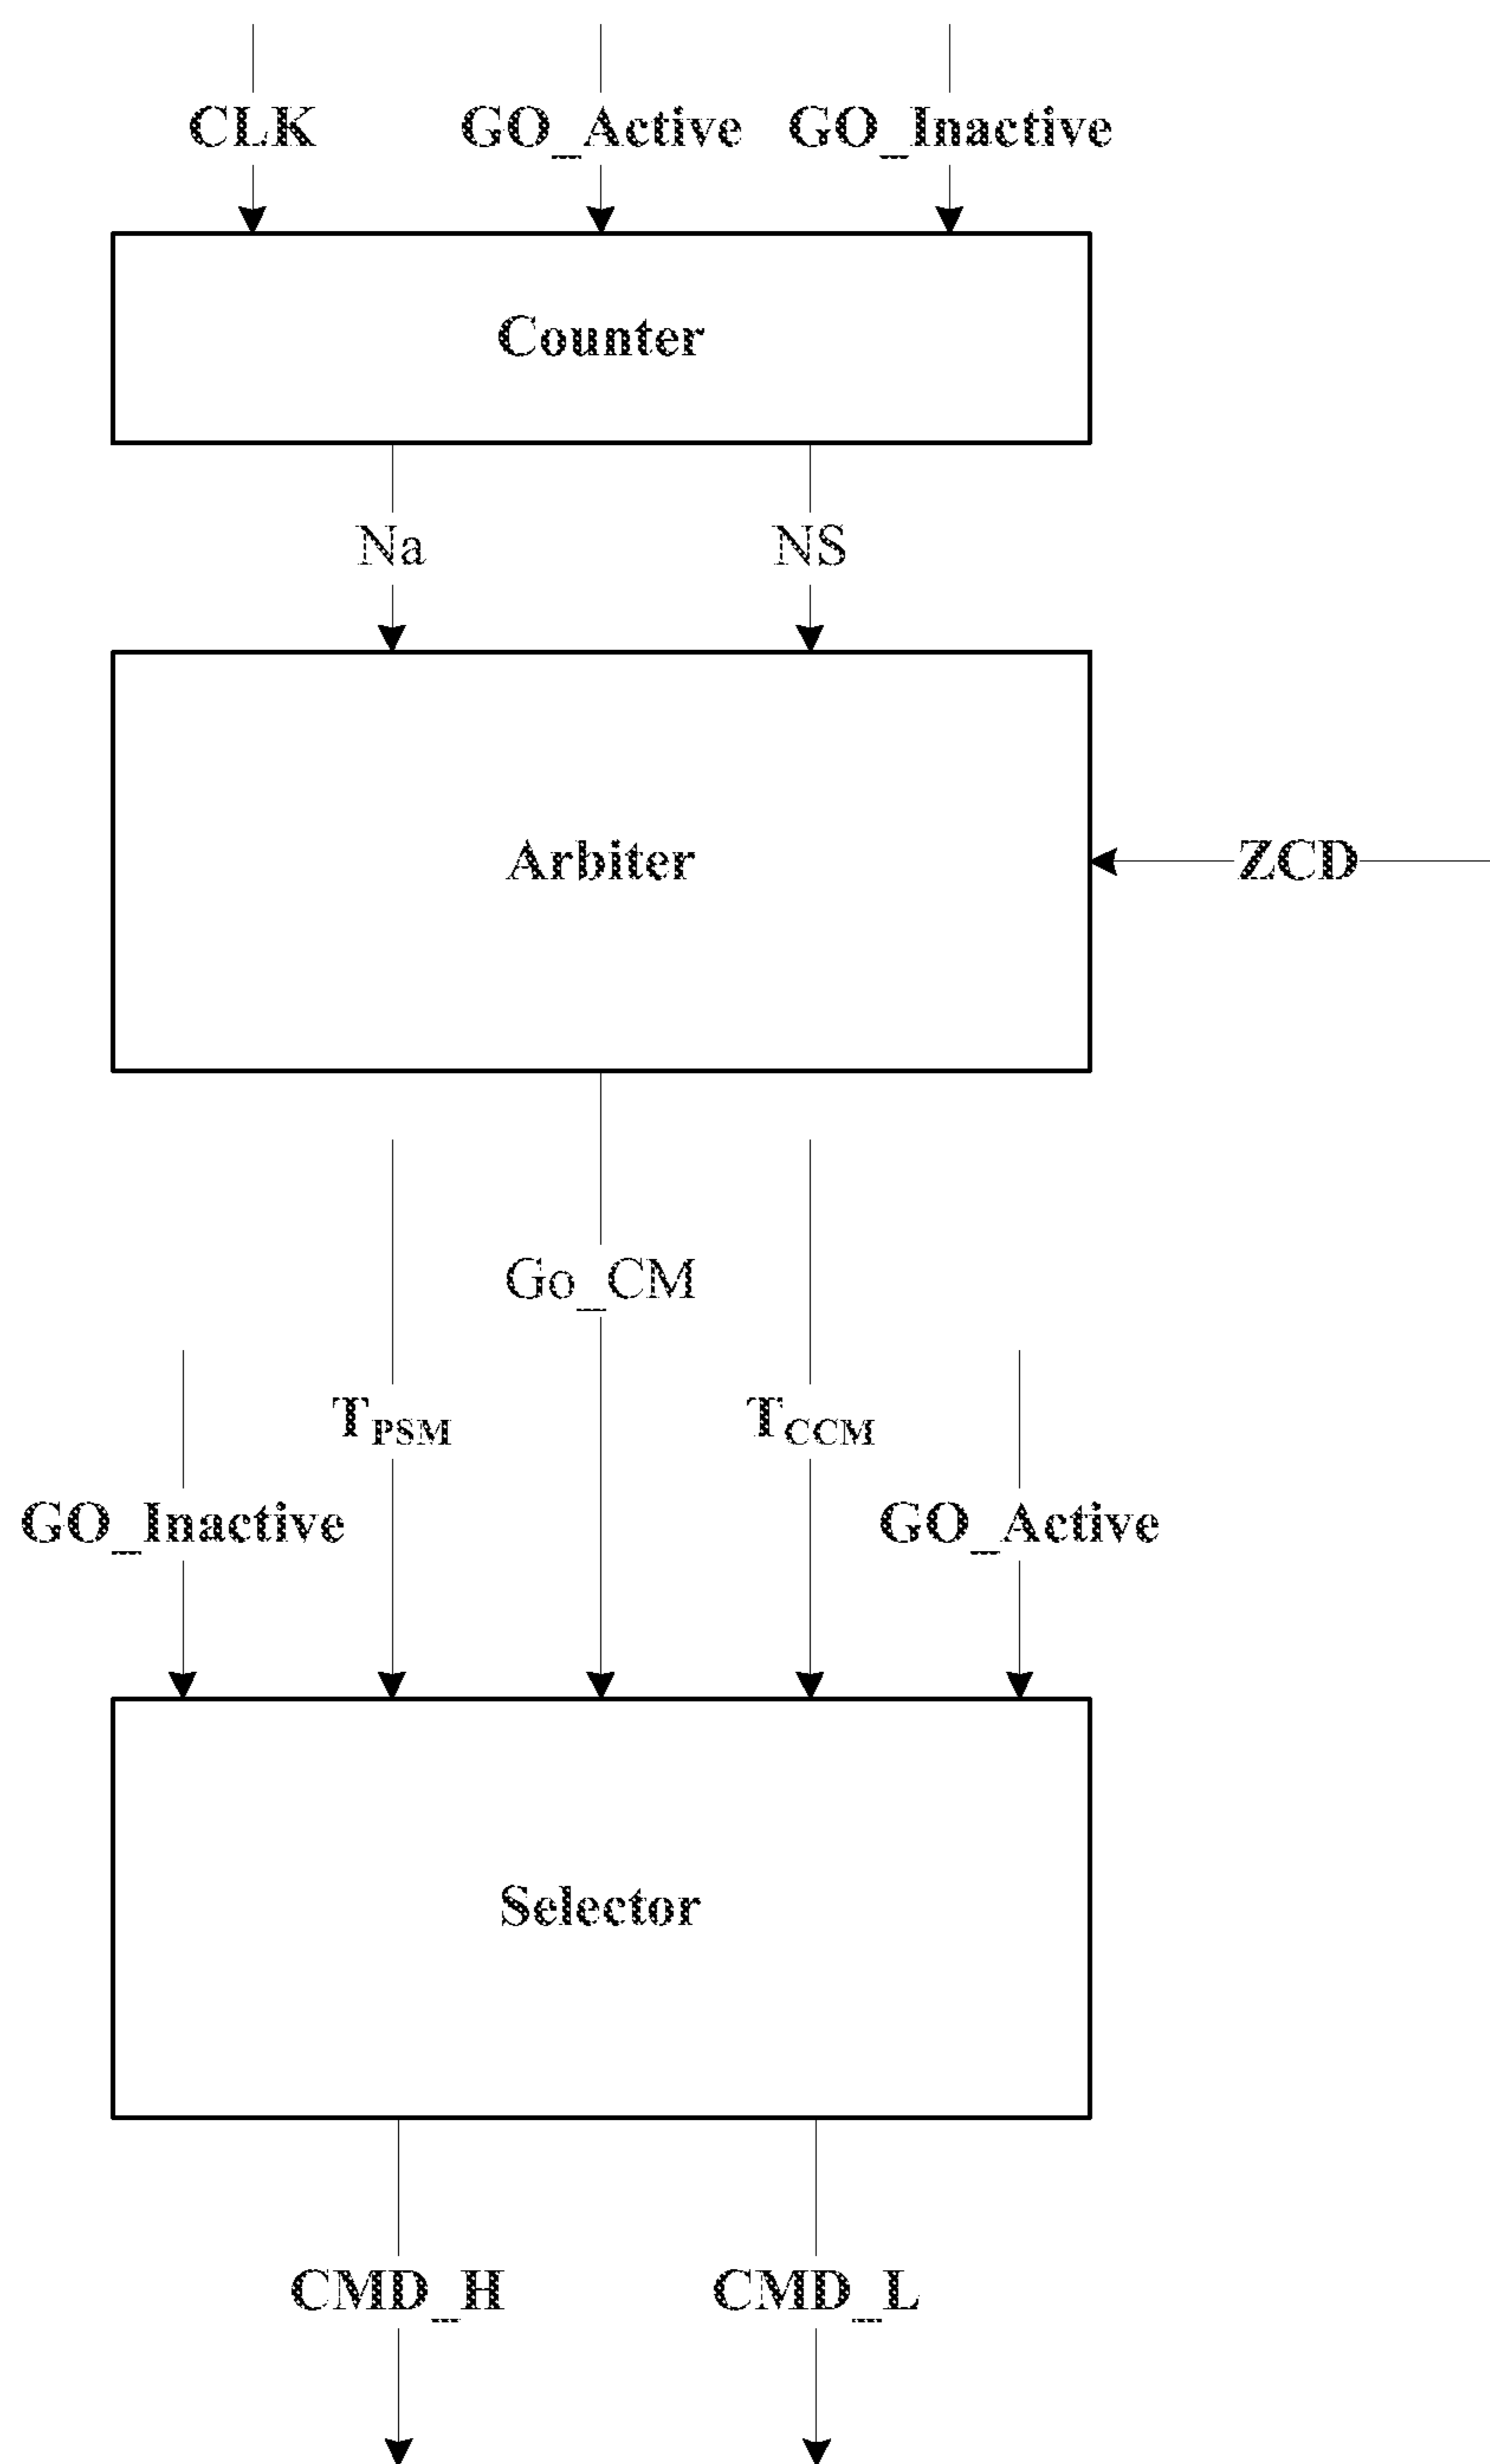 CLK GO_Active GO_Inactive
Counter
Na NS
Arbiter ZCD
Go_CM
TPSM TCCM
GO_Inactive GO_Active
Selector
CMD_H CMD_L